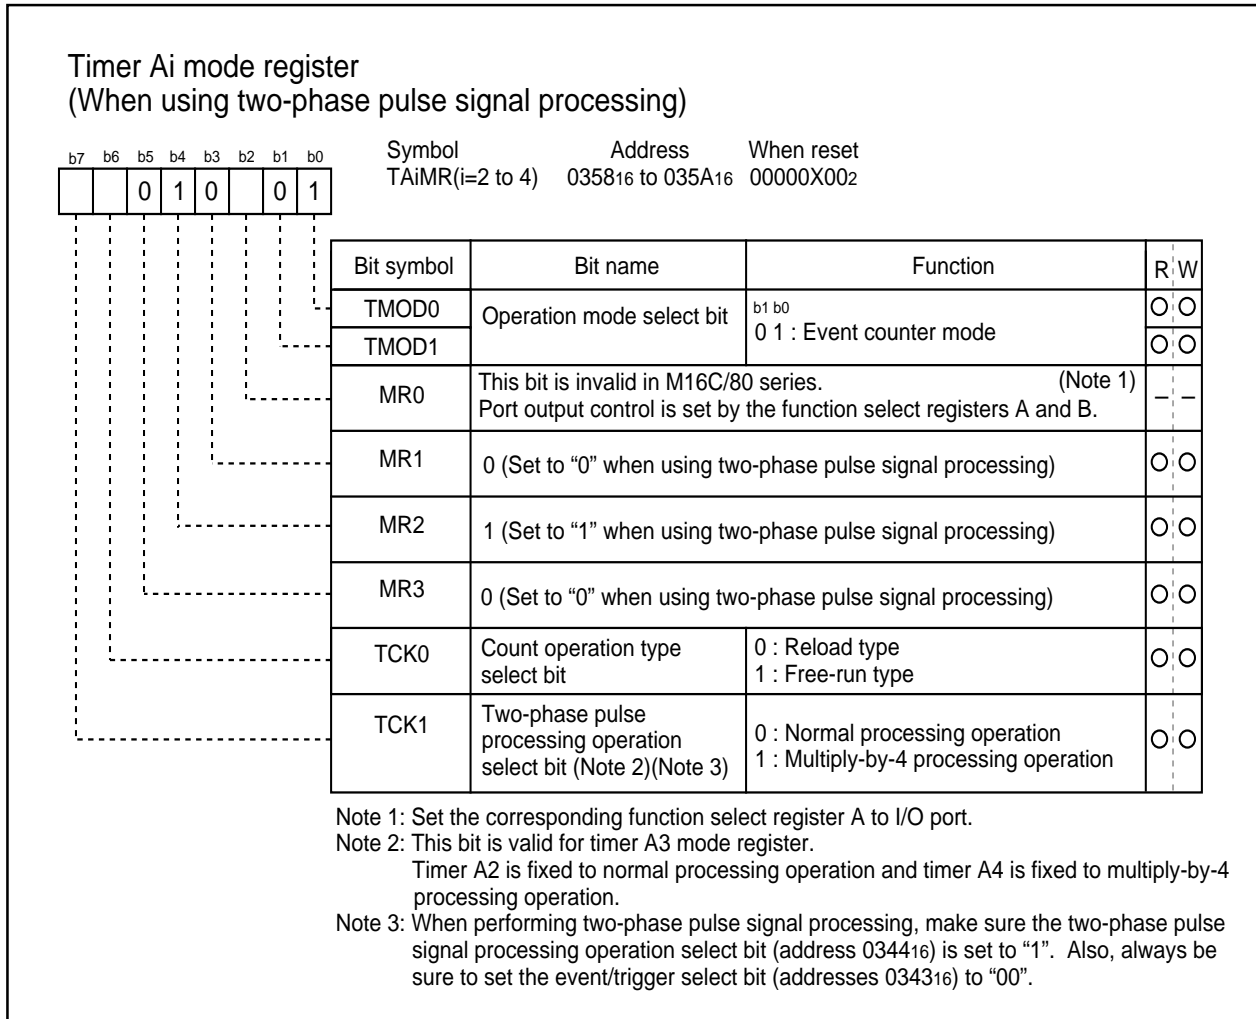 Timer Ai mode register
(When using two-phase pulse signal processing)
Symbol Address When reset
TAiMR(i=2 to 4) 035816 to 035A16 00000X002
b7 b6 b5 b4 b3 b2 b1 b0
0 1 0 0 1
Bit symbol Bit name Function R W
TMOD0
TMOD1
Operation mode select bit
b1 b0
0 1 : Event counter mode
MR0
This bit is invalid in M16C/80 series. (Note 1)
Port output control is set by the function select registers A and B.
– –
MR1 0 (Set to “0” when using two-phase pulse signal processing)
MR2 1 (Set to “1” when using two-phase pulse signal processing)
MR3 0 (Set to “0” when using two-phase pulse signal processing)
TCK0
Count operation type
select bit
0 : Reload type
1 : Free-run type
TCK1
Two-phase pulse
processing operation
select bit (Note 2)(Note 3)
0 : Normal processing operation
1 : Multiply-by-4 processing operation
Note 1: Set the corresponding function select register A to I/O port.
Note 2: This bit is valid for timer A3 mode register.
Timer A2 is fixed to normal processing operation and timer A4 is fixed to multiply-by-4
processing operation.
Note 3: When performing two-phase pulse signal processing, make sure the two-phase pulse
signal processing operation select bit (address 034416) is set to “1”. Also, always be
sure to set the event/trigger select bit (addresses 034316) to “00”.